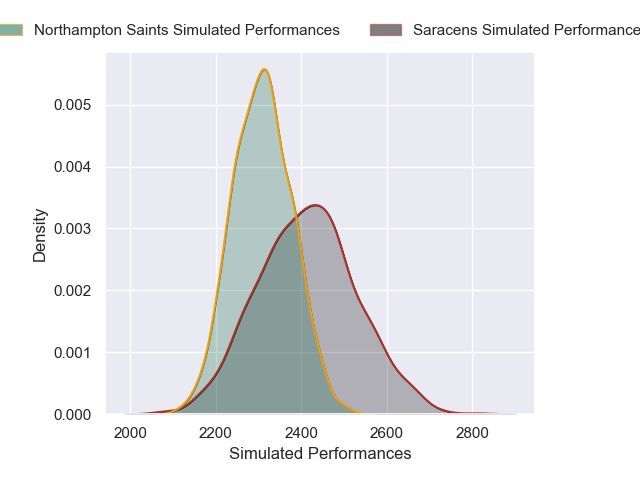 Northampton Saints Simulated Performances
Saracens Simulated Performance
0.005
0.004
0.003
0.002
0.001
0.000
Density
2000 2200 2400 2600 2800
Simulated Performances